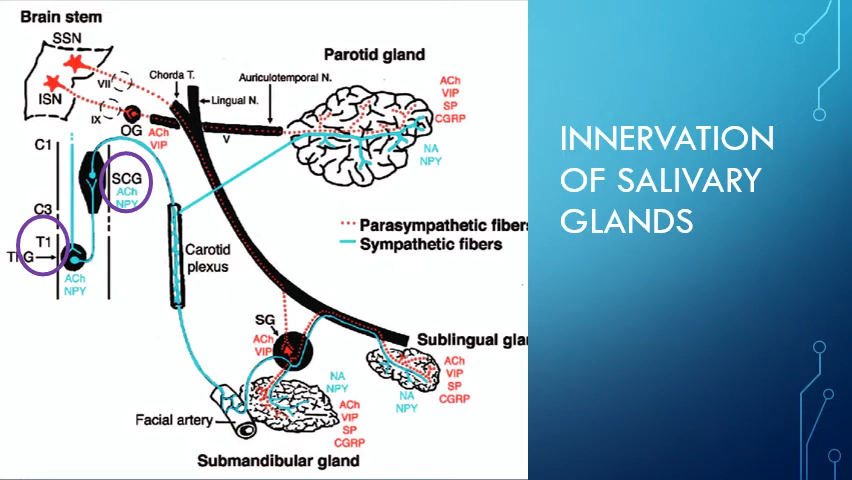 Brain stem
SSN
ISN
VII
IX
OG
Chorda T.
Lingual N.
Auriculotemporal N.
ACh
VIP
V
Parotid gland
ACh
VIP
SP
CGRP
NA
NPY
C1
SCG
ACh
NPY
C3
T1
ACh
NPY
Carotid
plexus
Parasympathetic fibers
Sympathetic fibers
SG
ACh
VIP
Sublingual glan
ACh
VIP
SP
CGRP
NA
NPY
NA
NPY
ACh
VIP
SP
CGRP
Facial artery
Submandibular gland
INNERVATION
OF SALIVARY
GLANDS